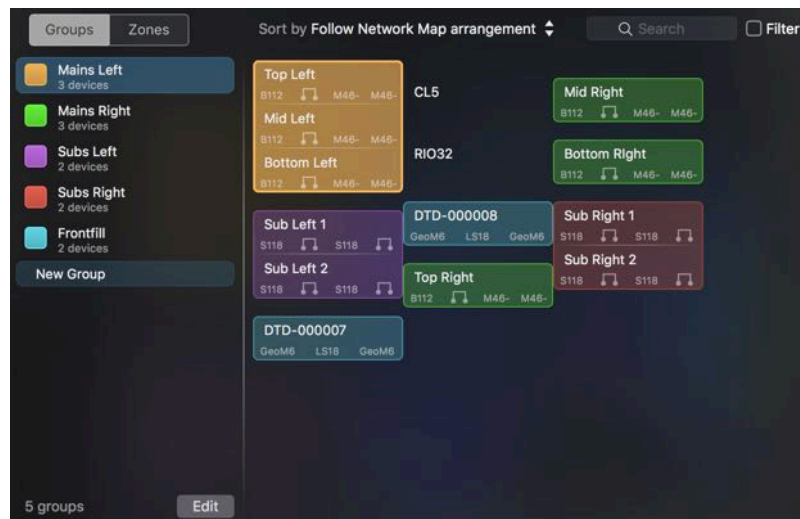 Groups
Zones
Sort by Follow Network Map arrangement
Search
Filter
Mains Left
3 devices
Mains Right
3 devices
Subs Left
2 devices
Subs Right
2 devices
Frontfill
2 devices
New Group
Top Left
B112 M46- M46-
Mid Left
B112 M46- M46-
Bottom Left
B112 M46- M46-
CL5
RIO32
Mid Right
B112 M46- M46-
Bottom RIght
B112 M46- M46-
Sub Left 1
S118 S118
Sub Left 2
S118 S118
DTD-000008
GeoM6 LS18 GeoM6
Top Right
B112 M46- M46-
Sub Right 1
S118 S118
Sub Right 2
S118 S118
DTD-000007
GeoM6 LS18 GeoM6
5 groups
Edit